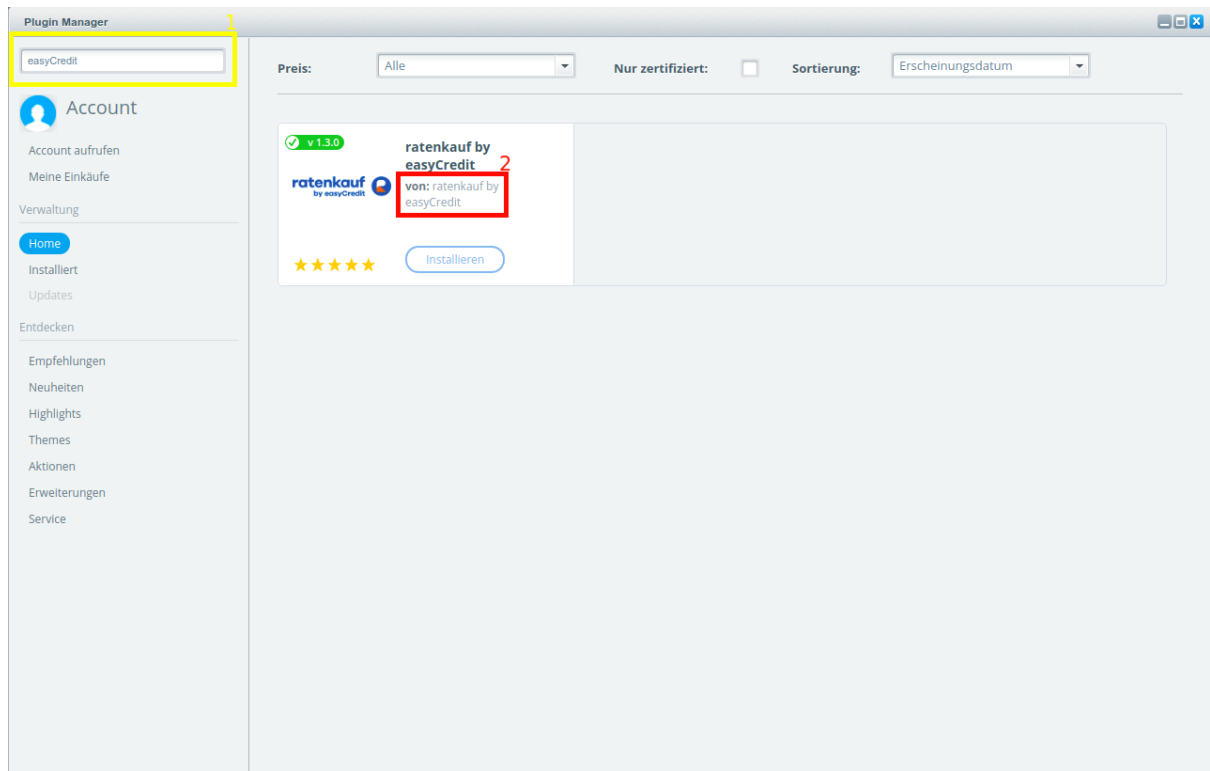 Plugin Manager
1
easyCredit
Account
Account aufrufen
Meine Einkäufe
Verwaltung
Home
Installiert
Updates
Entdecken
Empfehlungen
Neuheiten
Highlights
Themes
Aktionen
Erweiterungen
Service
Preis: Alle Nur zertifiziert: Sortierung: Erscheinungsdatum
v 1.3.0
ratenkauf
by easyCredit
ratenkauf by
easyCredit
2
von: ratenkauf by
easyCredit
Installieren